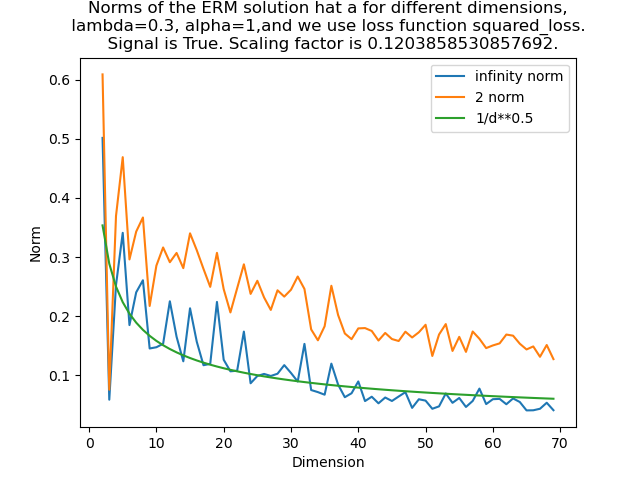 Norms of the ERM solution hat a for different dimensions,
lambda=0.3, alpha=1,and we use loss function squared_loss.
Signal is True. Scaling factor is 0.1203858530857692.
infinity norm
2 norm
1/d**0.5
Norm
0.6
0.5
0.4
0.3
0.2
0.1
0 10 20 30 40 50 60 70
Dimension